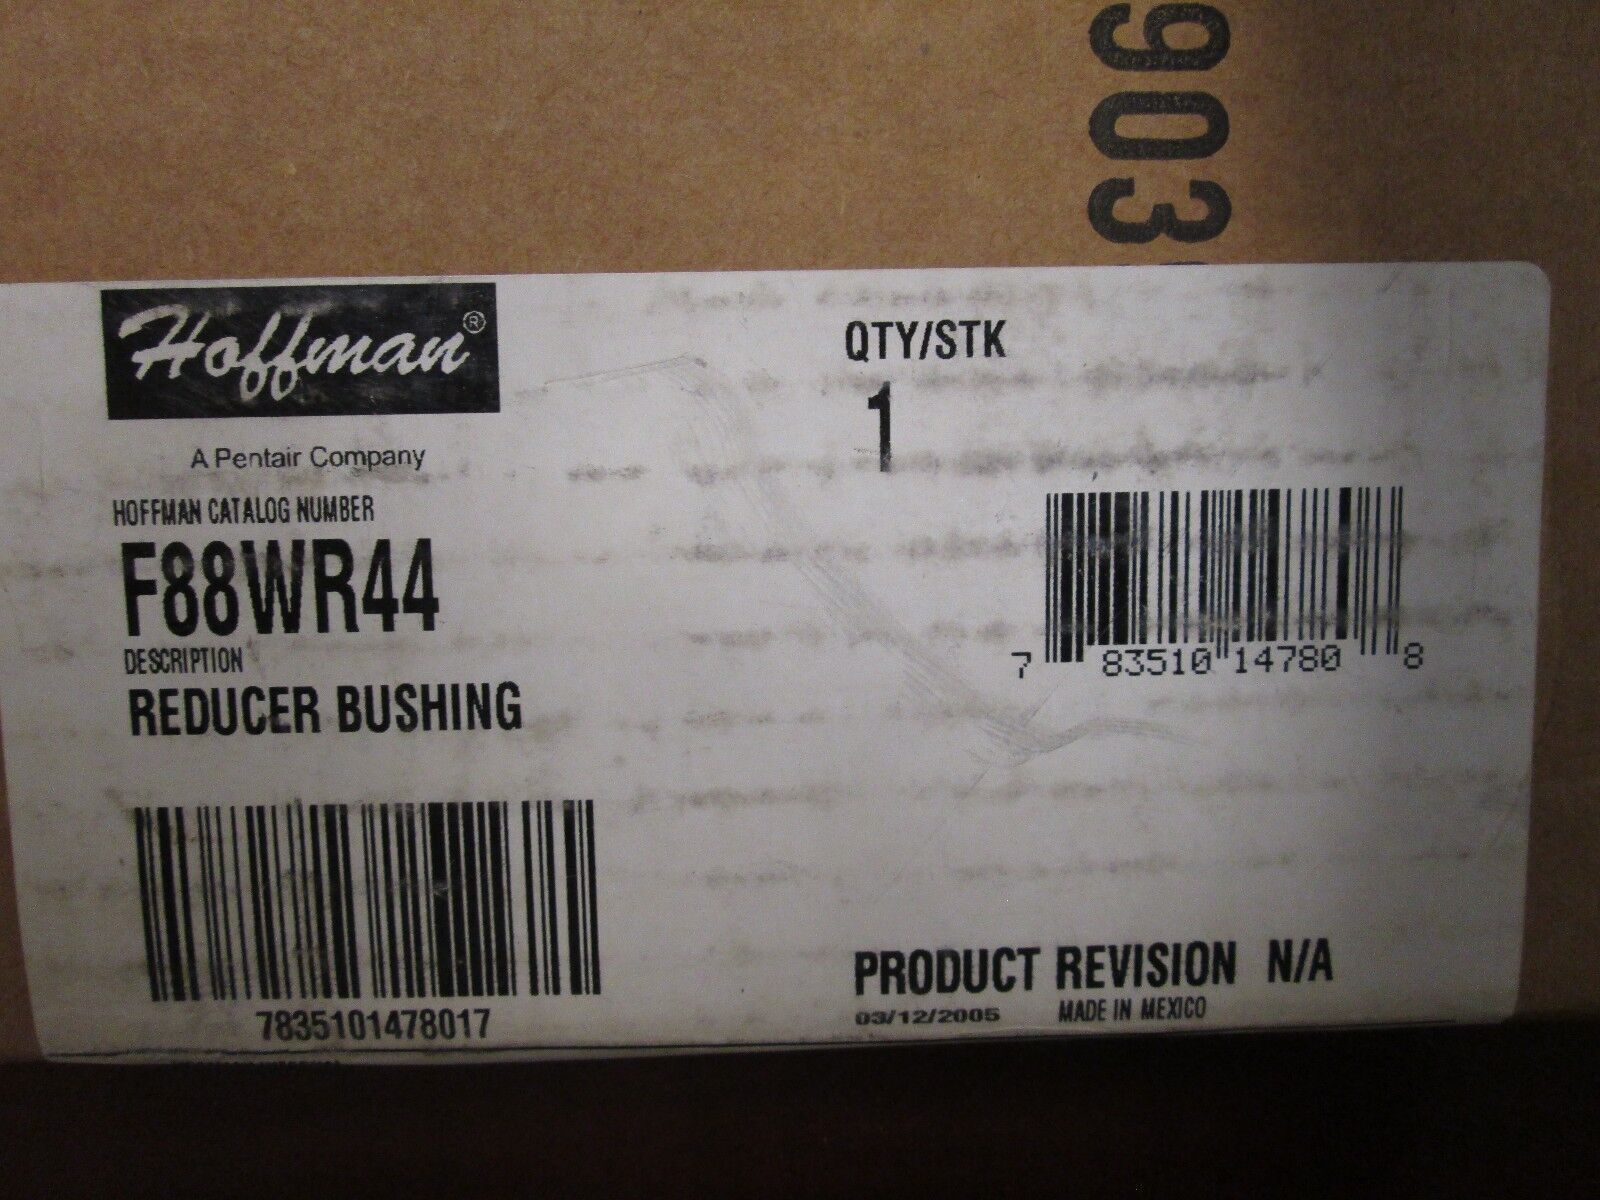 903
Hoffman®
A Pentair Company
HOFFMAN CATALOG NUMBER
F88WR44
DESCRIPTION
REDUCER BUSHING
7835101478017
QTY/STK
1
7 83510 14780 8
PRODUCT REVISION N/A
03/12/2005 MADE IN MEXICO